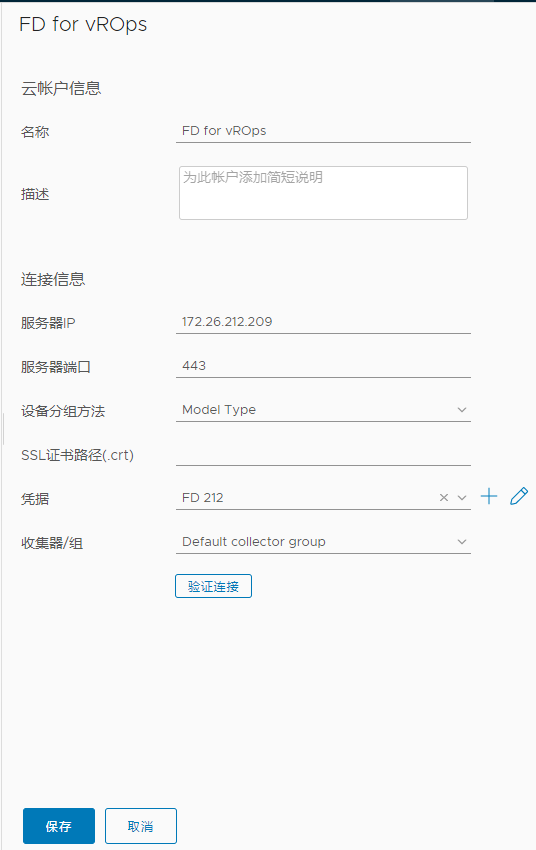 FD for vROps
云帐户信息
名称 FD for vROps
描述 为此帐户添加简短说明
连接信息
服务器IP 172.26.212.209
服务器端口 443
设备分组方法 Model Type
SSL证书路径(.crt)
凭据 FD 212
收集器/组 Default collector group
验证连接
保存 取消